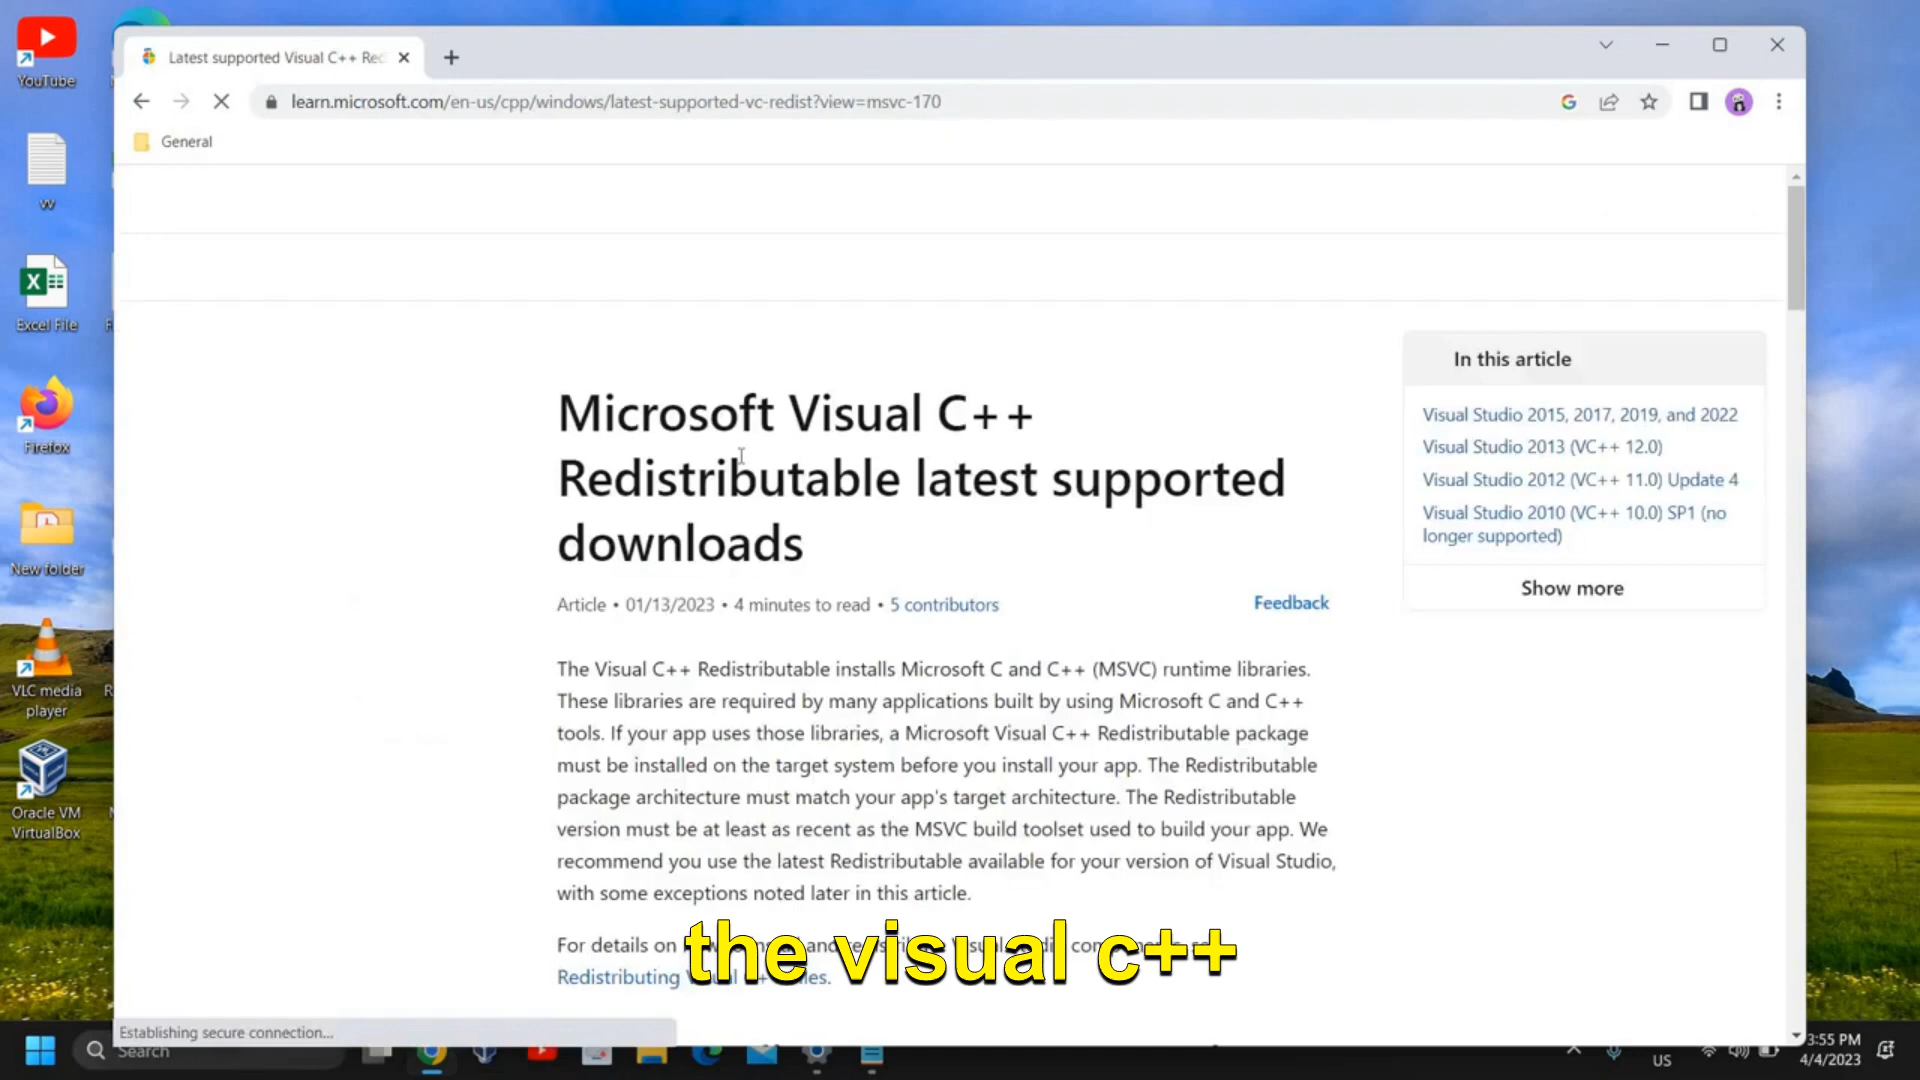 YouTube
Latest supported Visual C++ Red
learn.microsoft.com/en-us/cpp/windows/latest-supported-vc-redist?view=msvc-170
General
vv
Excel File
Firefox
New folder
VLC media
player
Oracle VM
VirtualBox
Microsoft Visual C++
Redistributable latest supported
downloads
Article • 01/13/2023 • 4 minutes to read • 5 contributors
Feedback
The Visual C++ Redistributable installs Microsoft C and C++ (MSVC) runtime libraries.
These libraries are required by many applications built by using Microsoft C and C++
tools. If your app uses those libraries, a Microsoft Visual C++ Redistributable package
must be installed on the target system before you install your app. The Redistributable
package architecture must match your app's target architecture. The Redistributable
version must be at least as recent as the MSVC build toolset used to build your app. We
recommend you use the latest Redistributable available for your version of Visual Studio,
with some exceptions noted later in this article.
For details on
Redistributing
In this article
Visual Studio 2015, 2017, 2019, and 2022
Visual Studio 2013 (VC++ 12.0)
Visual Studio 2012 (VC++ 11.0) Update 4
Visual Studio 2010 (VC++ 10.0) SP1 (no
longer supported)
Show more
the visual c++
Establishing secure connection...
Search
US
3:55 PM
4/4/2023